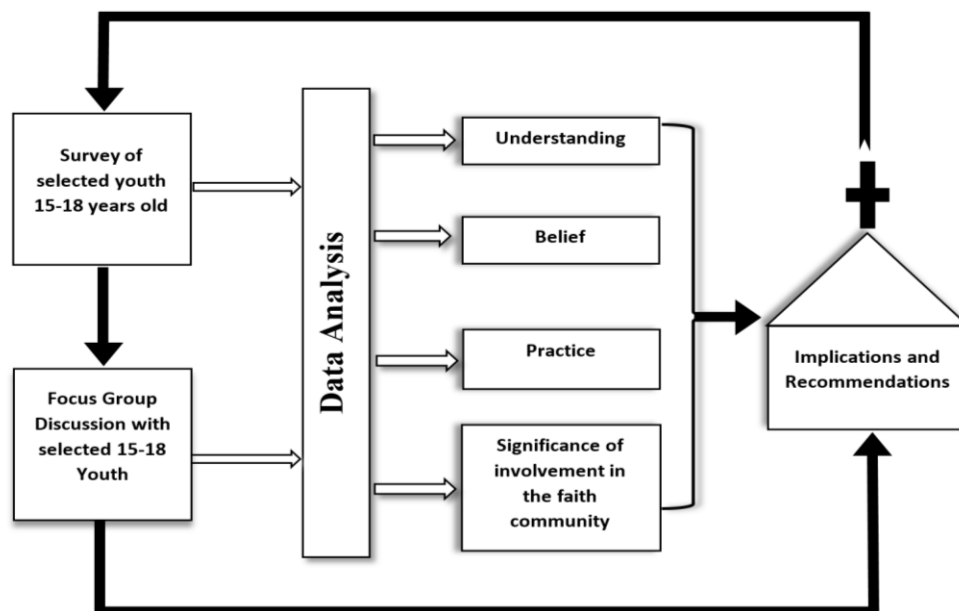 Survey of
selected youth
15-18 years old
Focus Group
Discussion with
selected 15-18
Youth
Data Analysis
Understanding
Belief
Practice
Significance of
involvement in
the faith
community
Implications and
Recommendations